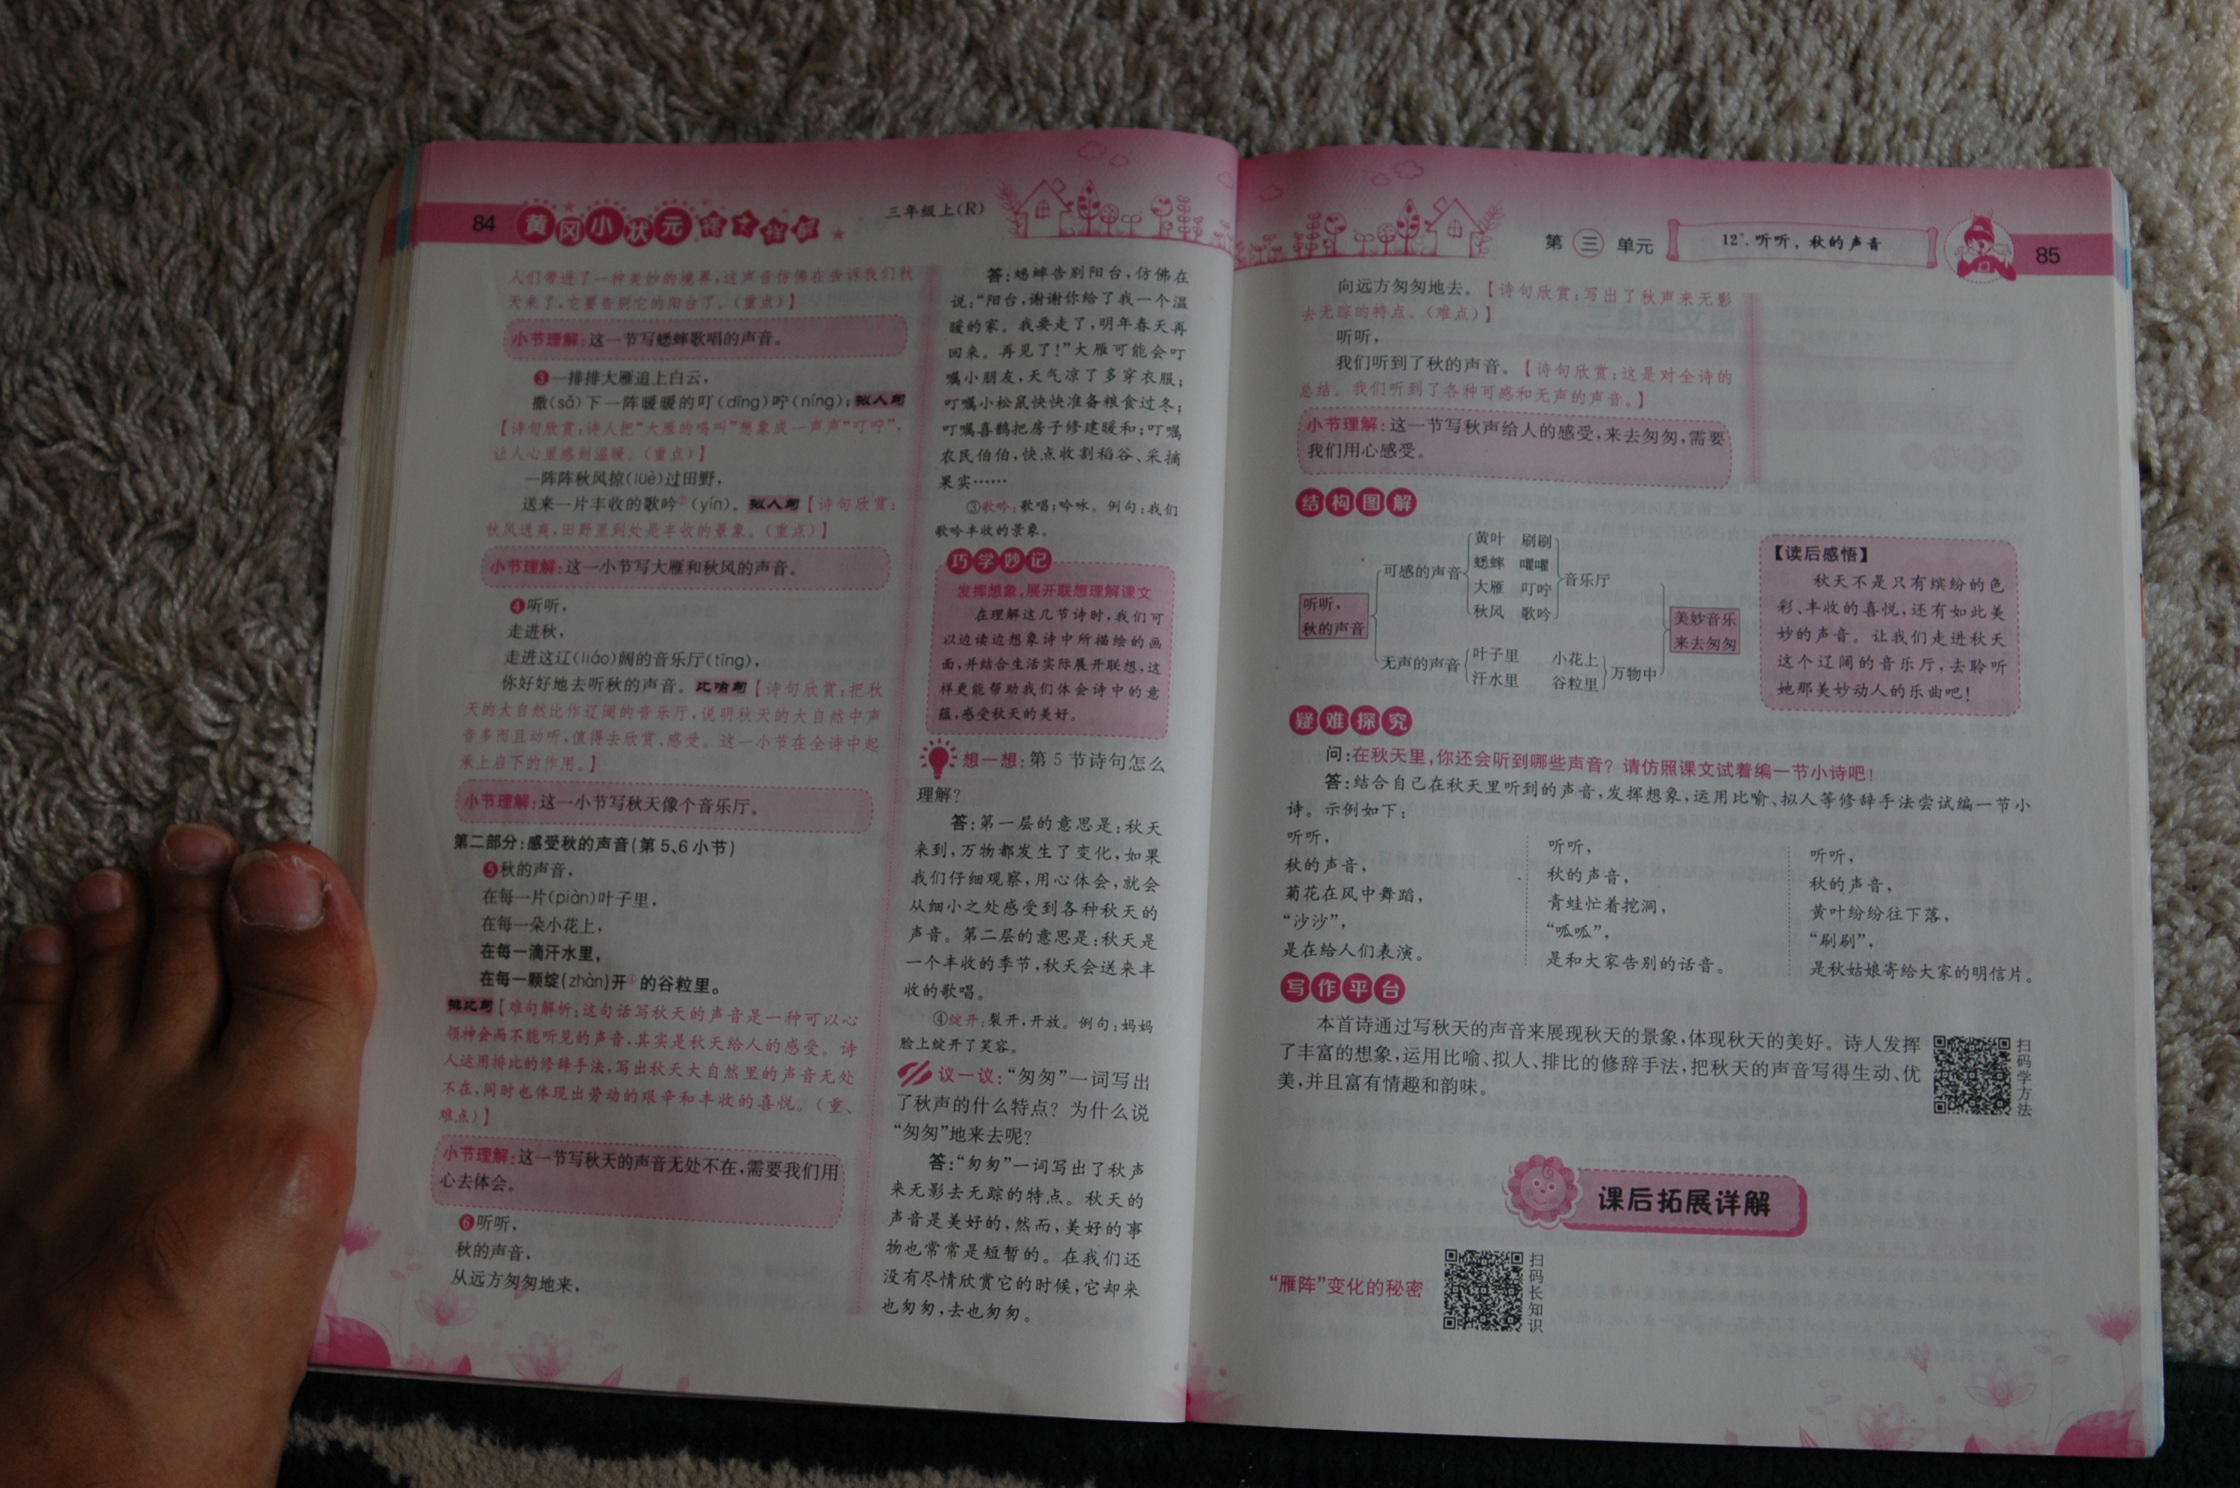 84
黄冈小状元
三年级上(R)
人们带进了一种美妙的境界,这声音仿佛在告诉我们秋
天来了,它要告别它的阳台了。(重点)】
小节理解:这一节写蟋蟀歌唱的声音。
❸一排排大雁追上白云,
撒(sǎ)下一阵暖暖的叮(dīng)咛(níng);拟人句
【诗句欣赏:诗人把“大雁的鸣叫”想象成一声声“叮咛”,
让人心里感到温暖。(重点)】
一阵阵秋风掠(lüè)过田野,
送来一片丰收的歌吟③(yín)。拟人句【诗句欣赏:
秋风送爽,田野里到处是丰收的景象。(重点)】
小节理解:这一小节写大雁和秋风的声音。
❹听听,
走进秋,
走进这辽(liáo)阔的音乐厅(tīng),
你好好地去听秋的声音。比喻句【诗句欣赏:把秋
天的大自然比作辽阔的音乐厅,说明秋天的大自然中声
音多而且动听,值得去欣赏、感受。这一小节在全诗中起
承上启下的作用。】
小节理解:这一小节写秋天像个音乐厅。
第二部分:感受秋的声音(第5、6小节)
❺秋的声音,
在每一片(piàn)叶子里,
在每一朵小花上,
在每一滴汗水里,
在每一颗绽(zhàn)开④的谷粒里。
排比句【难句解析:这句话写秋天的声音是一种可以心
领神会而不能听见的声音,其实是秋天给人的感受。诗
人运用排比的修辞手法,写出秋天大自然里的声音无处
不在,同时也体现出劳动的艰辛和丰收的喜悦。(重、
难点)】
小节理解:这一节写秋天的声音无处不在,需要我们用
心去体会。
❻听听,
秋的声音,
从远方匆匆地来,
答:蟋蟀告别阳台,仿佛在
说,“阳台,谢谢你给了我一个温
暖的家。我要走了,明年春天再
回来。再见了!”大雁可能会叮
嘱小朋友,天气凉了多穿衣服;
叮嘱小松鼠快快准备粮食过冬;
叮嘱喜鹊把房子修建暖和;叮嘱
农民伯伯,快点收割稻谷、采摘
果实……
③歌吟:歌唱;吟咏。例句:我们
歌吟丰收的景象。
巧学妙记
发挥想象,展开联想理解课文
在理解这几节诗时,我们可
以边读边想象诗中所描绘的画
面,并结合生活实际展开联想,这
样更能帮助我们体会诗中的意
蕴,感受秋天的美好。
想一想:第5节诗句怎么
理解?
答:第一层的意思是:秋天
来到,万物都发生了变化,如果
我们仔细观察,用心体会,就会
从细小之处感受到各种秋天的
声音。第二层的意思是:秋天是
一个丰收的季节,秋天会送来丰
收的歌唱。
④绽开:裂开;开放。例句:妈妈
脸上绽开了笑容。
议一议:“匆匆”一词写出
了秋声的什么特点?为什么说
“匆匆”地来去呢?
答:“匆匆”一词写出了秋声
来无影去无踪的特点。秋天的
声音是美好的,然而,美好的事
物也常常是短暂的。在我们还
没有尽情欣赏它的时候,它却来
也匆匆,去也匆匆。
第三单元
12*.听听,秋的声音
85
向远方匆匆地去。【诗句欣赏:写出了秋声来无影
去无踪的特点。(难点)】
听听,
我们听到了秋的声音。【诗句欣赏:这是对全诗的
总结。我们听到了各种可感和无声的声音。】
小节理解:这一节写秋声给人的感受,来去匆匆,需要
我们用心感受。
结构图解
听听,
秋的声音
可感的声音
黄叶 刷刷
蟋蟀 㘗㘗
大雁 叮咛
秋风 歌吟
音乐厅
无声的声音
叶子里 小花上
汗水里 谷粒里
万物中
美妙音乐
来去匆匆
【读后感悟】
秋天不是只有缤纷的色
彩、丰收的喜悦,还有如此美
妙的声音。让我们走进秋天
这个辽阔的音乐厅,去聆听
她那美妙动人的乐曲吧!
疑难探究
问:在秋天里,你还会听到哪些声音?请仿照课文试着编一节小诗吧!
答:结合自己在秋天里听到的声音,发挥想象,运用比喻、拟人等修辞手法尝试编一节小
诗。示例如下:
听听,
秋的声音,
菊花在风中舞蹈,
“沙沙”,
是在给人们表演。
听听,
秋的声音,
青蛙忙着挖洞,
“呱呱”,
是和大家告别的话音。
听听,
秋的声音,
黄叶纷纷往下落,
“刷刷”,
是秋姑娘寄给大家的明信片。
写作平台
本首诗通过写秋天的声音来展现秋天的景象,体现秋天的美好。诗人发挥
了丰富的想象,运用比喻、拟人、排比的修辞手法,把秋天的声音写得生动、优
美,并且富有情趣和韵味。
扫码学方法
课后拓展详解
“雁阵”变化的秘密
扫码长知识